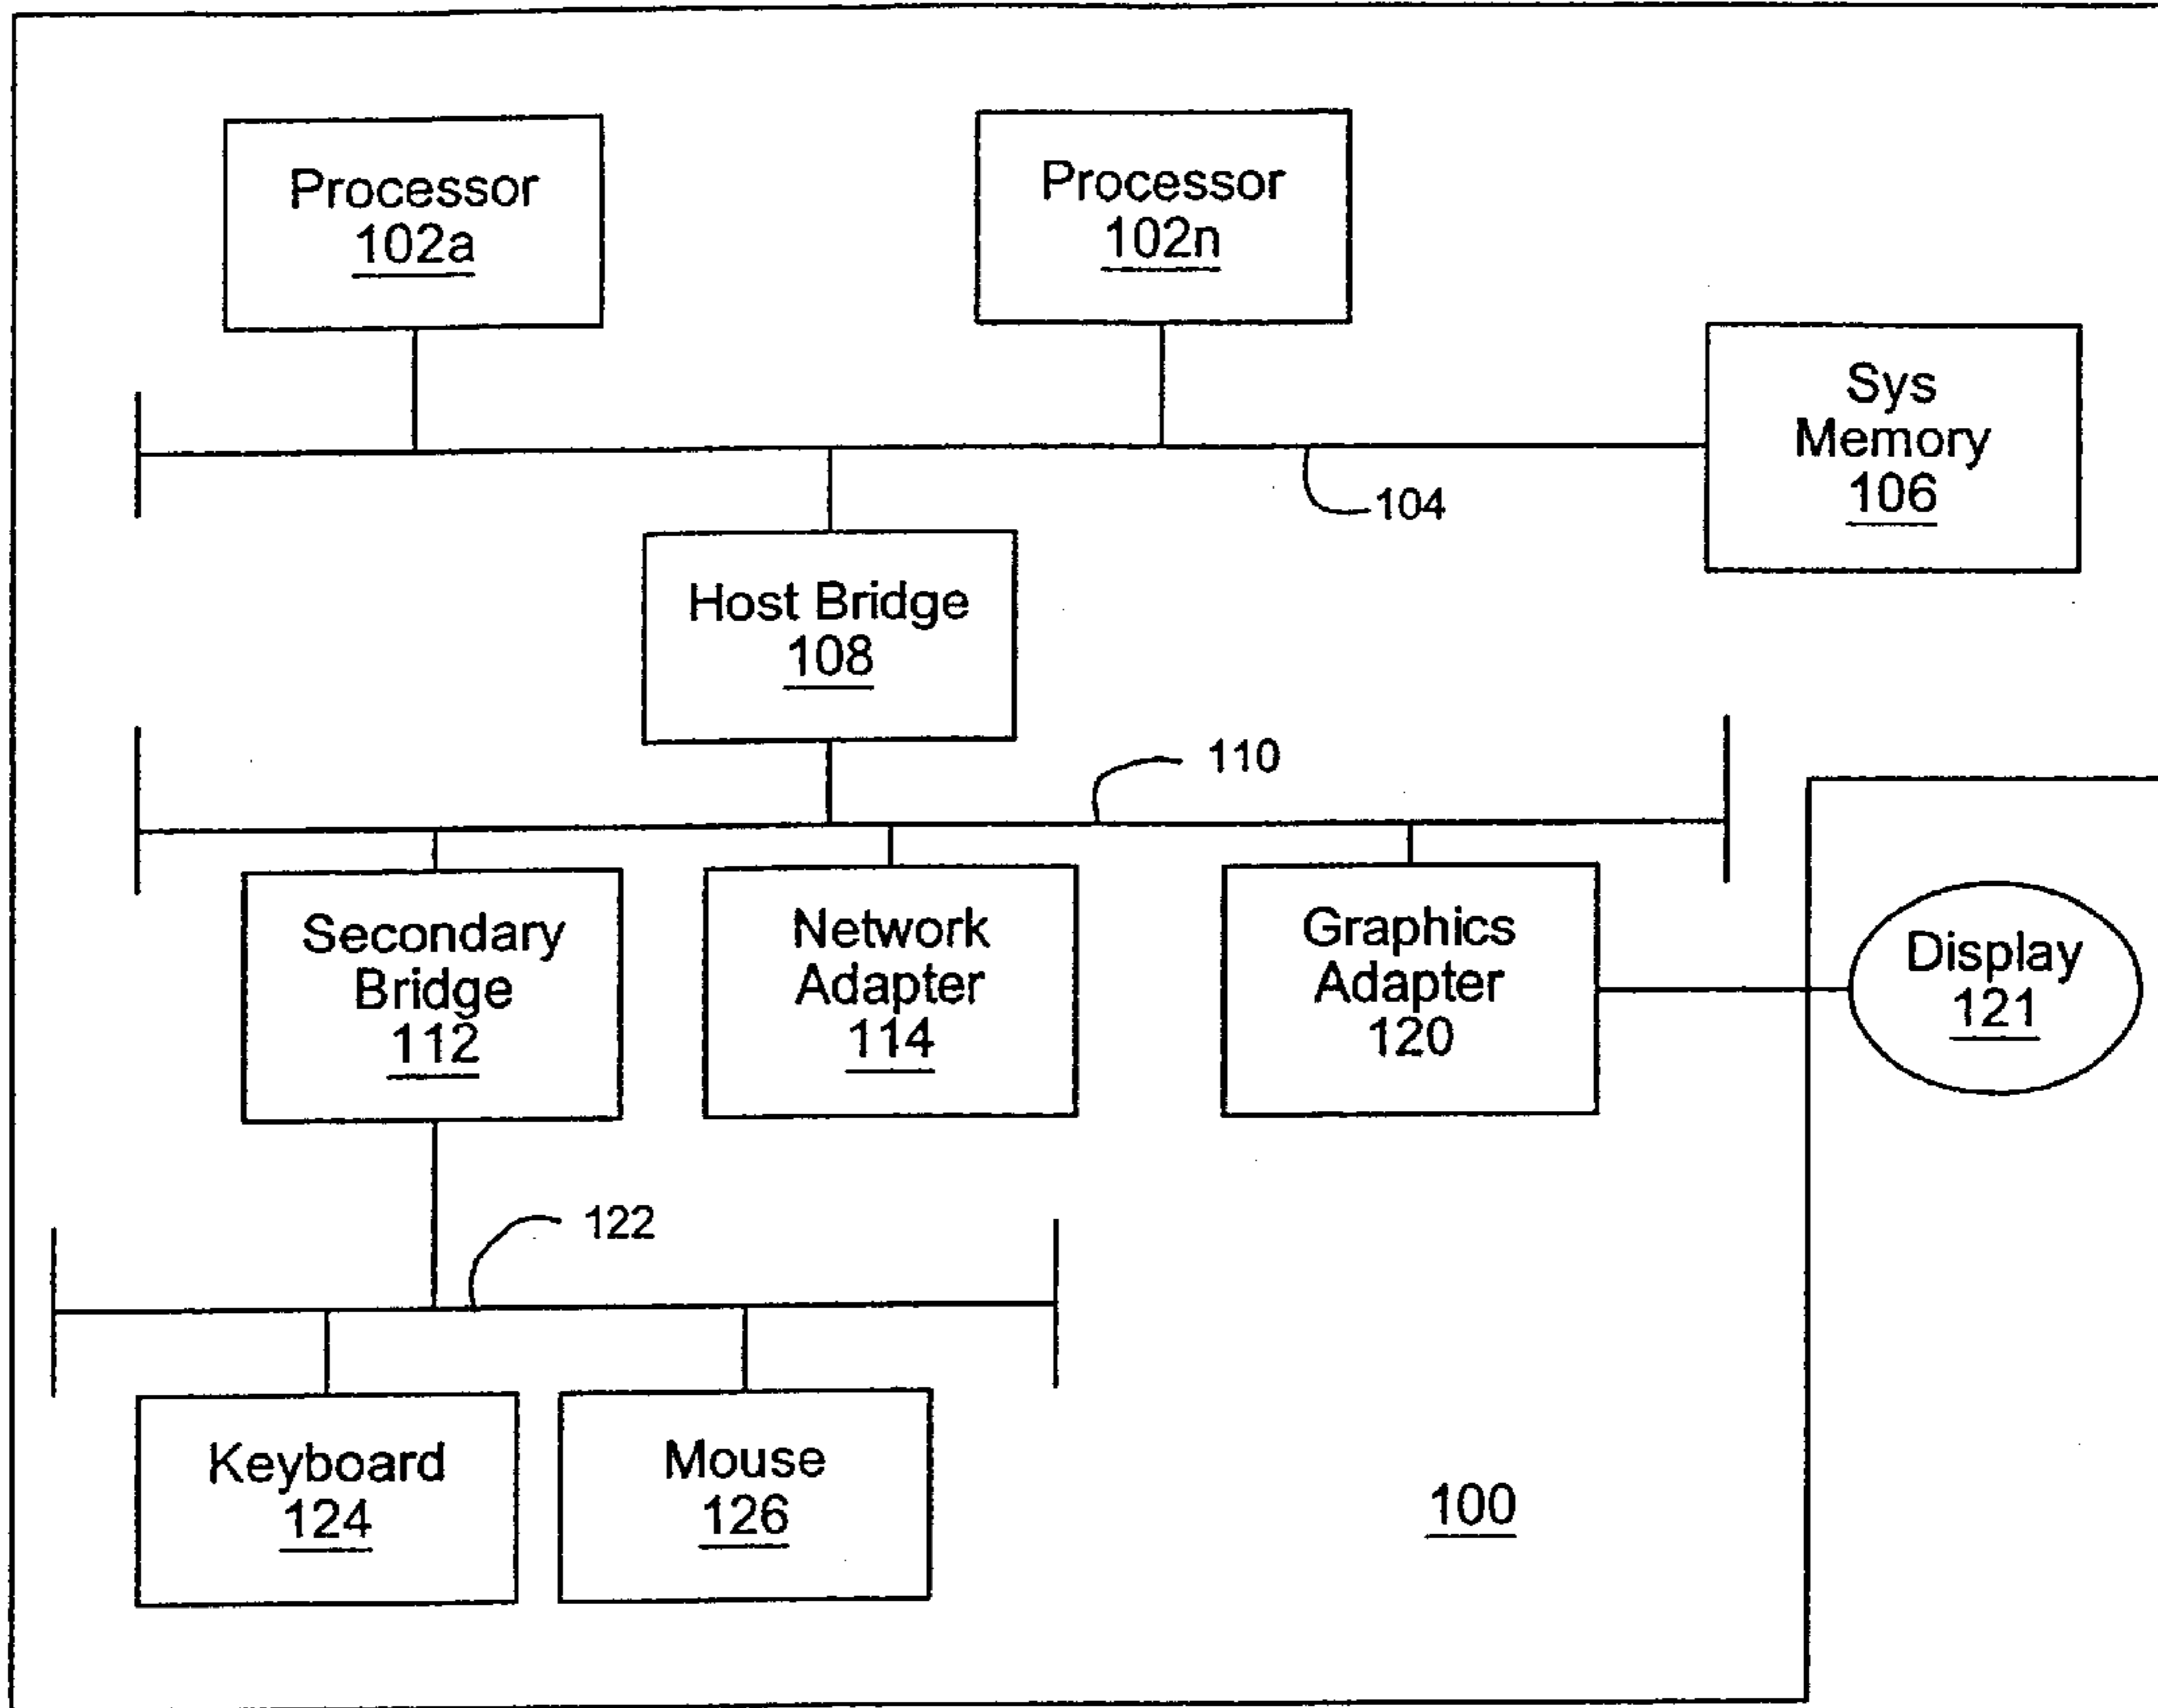 Processor
102a
Processor
102n
Sys
Memory
106
104
Host Bridge
108
110
Secondary
Bridge
112
Network
Adapter
114
Graphics
Adapter
120
Display
121
122
Keyboard
124
Mouse
126
100